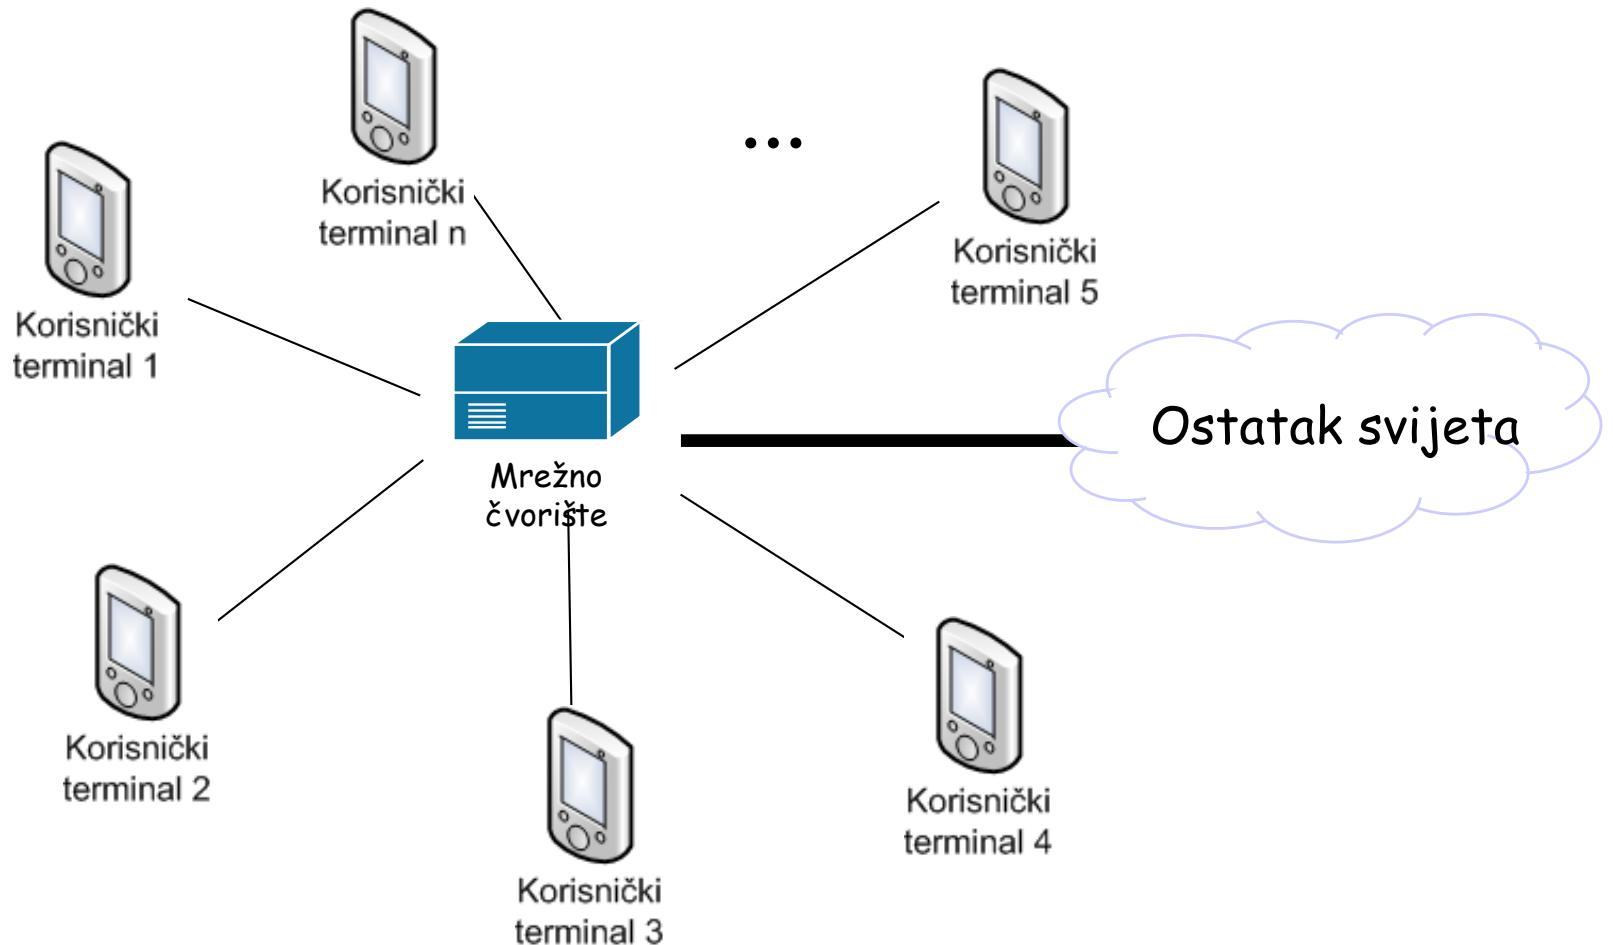 Korisnički
terminal n
...
Korisnički
terminal 1
Korisnički
terminal 5
Ostatak svijeta
Mrežno
čvorište
Korisnički
terminal 2
Korisnički
terminal 3
Korisnički
terminal 4